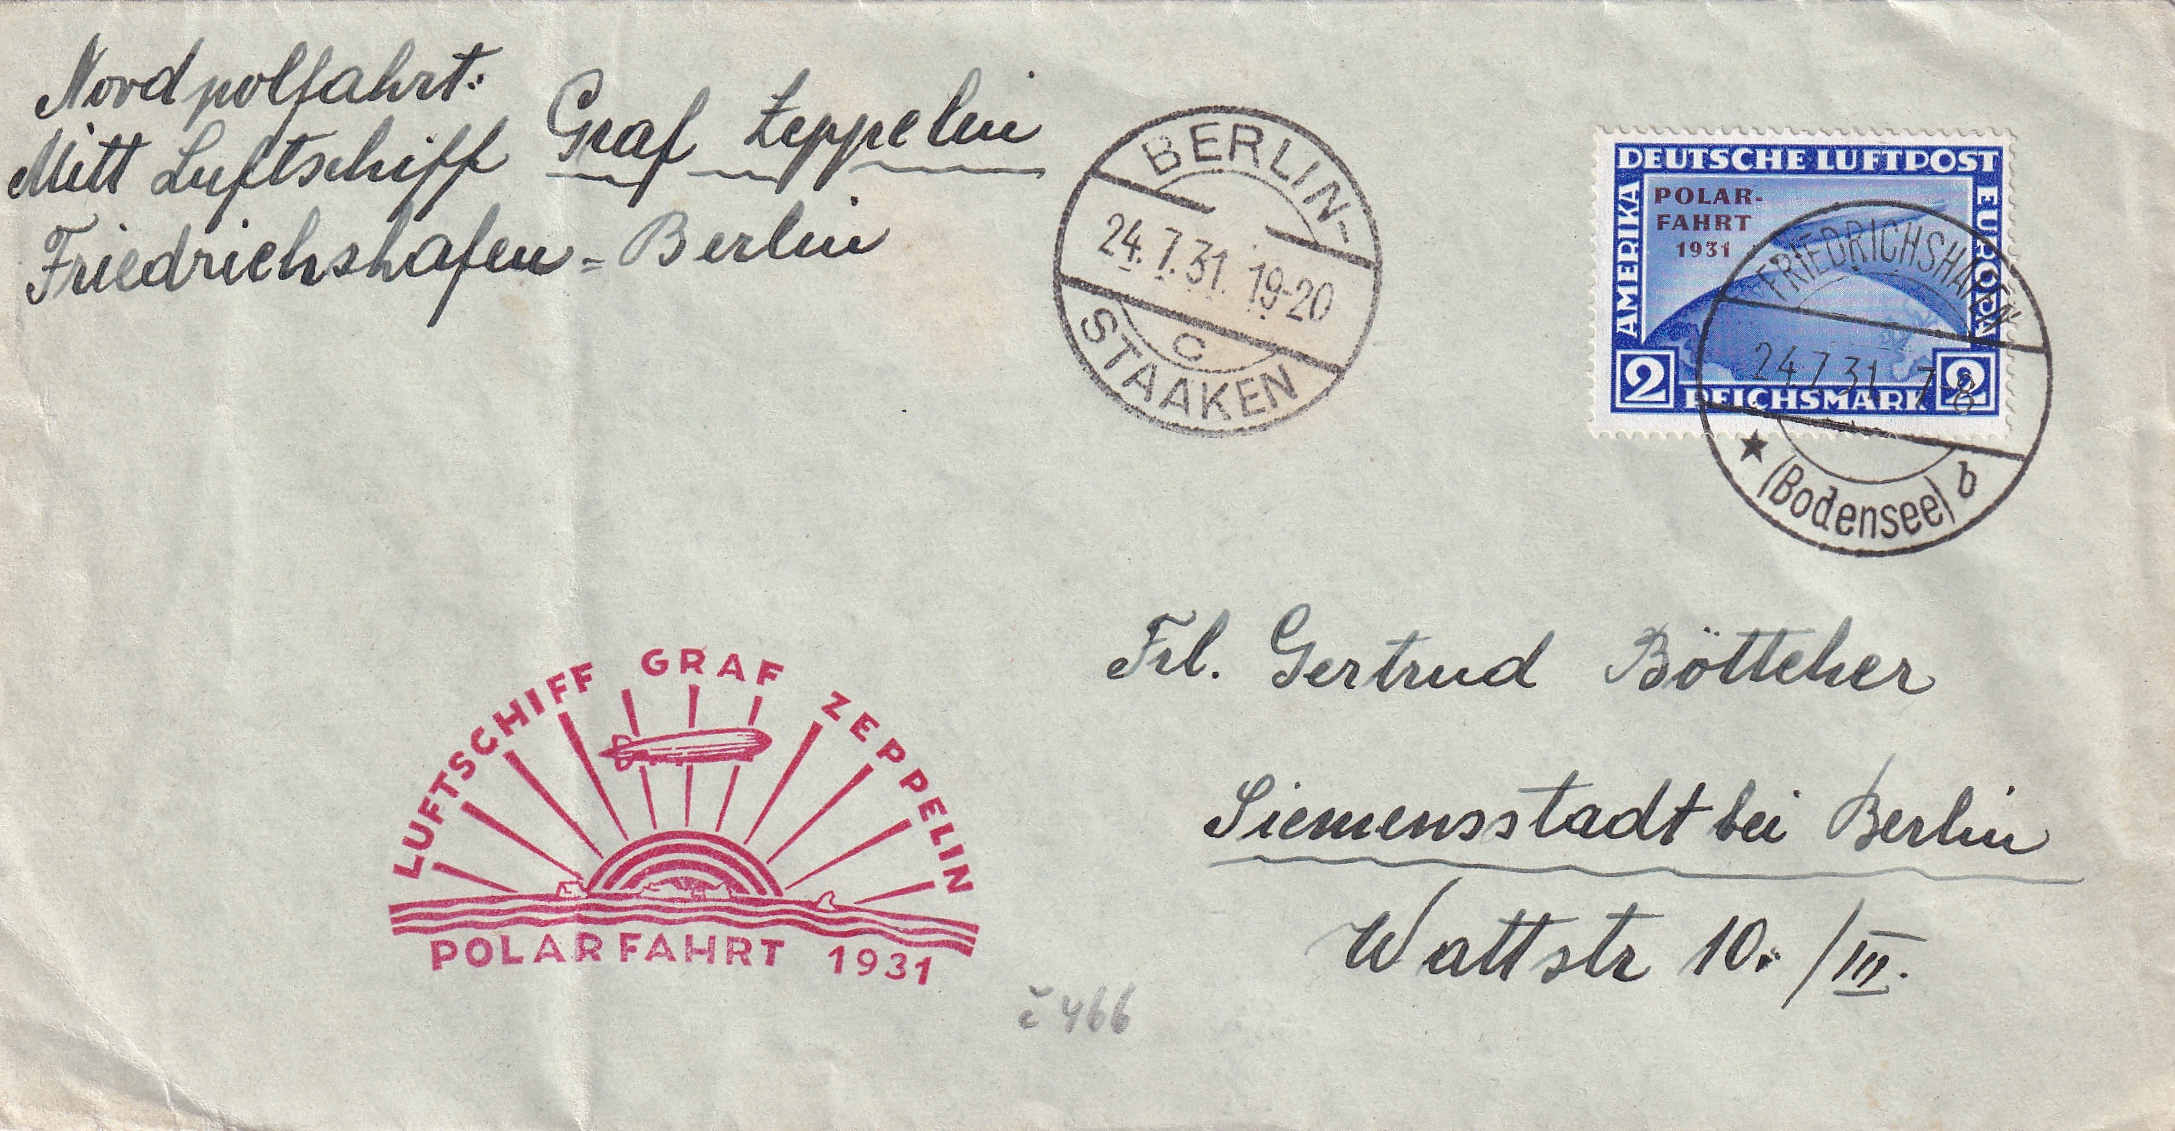 Nordpolfahrt:
Mitt Luftschiff Graf Zeppelin
Friedrichshafen = Berlin
BERLIN-
24.7.31. 19-20
c
STAAKEN
DEUTSCHE LUFTPOST
AMERIKA
EUROPA
POLAR-
FAHRT
1931
2 REICHSMARK 2
FRIEDRICHSHAFEN
24.7.31. 7-8
★ (Bodensee) b
Frl. Gertrud Böttcher
Siemensstadt bei Berlin
Wattstr 10. / III.
LUFTSCHIFF GRAF ZEPPELIN
POLARFAHRT 1931